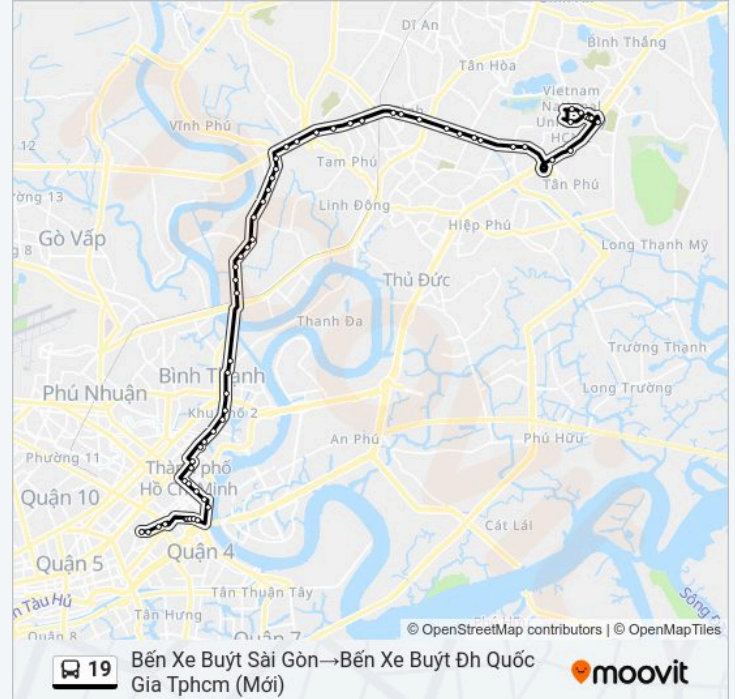 Dĩ An
Bình Thắng
Tân Hòa
Vĩnh Phú
Vietnam
12
Tam Phú
Tân Phú
Linh Đông
Hiệp Phú
Gò Vấp
Long Thạnh Mỹ
g 8
Thủ Đức
Thanh Đa
Trường Thạnh
Bình Thạnh
Phú Nhuận
Long Trường
An Phú
Phú Hữu
Phường 11
Thành phố
Hồ Chí Minh
Quận 10
Cát Lái
Quận 4
Quận 5
Tân Thuận Tây
Tân Hưng
Quận 8
Quận 7
© OpenStreetMap contributors | © OpenMapTiles
19
Bến Xe Buýt Sài Gòn→Bến Xe Buýt Đh Quốc
Gia Tphcm (Mới)
moovit